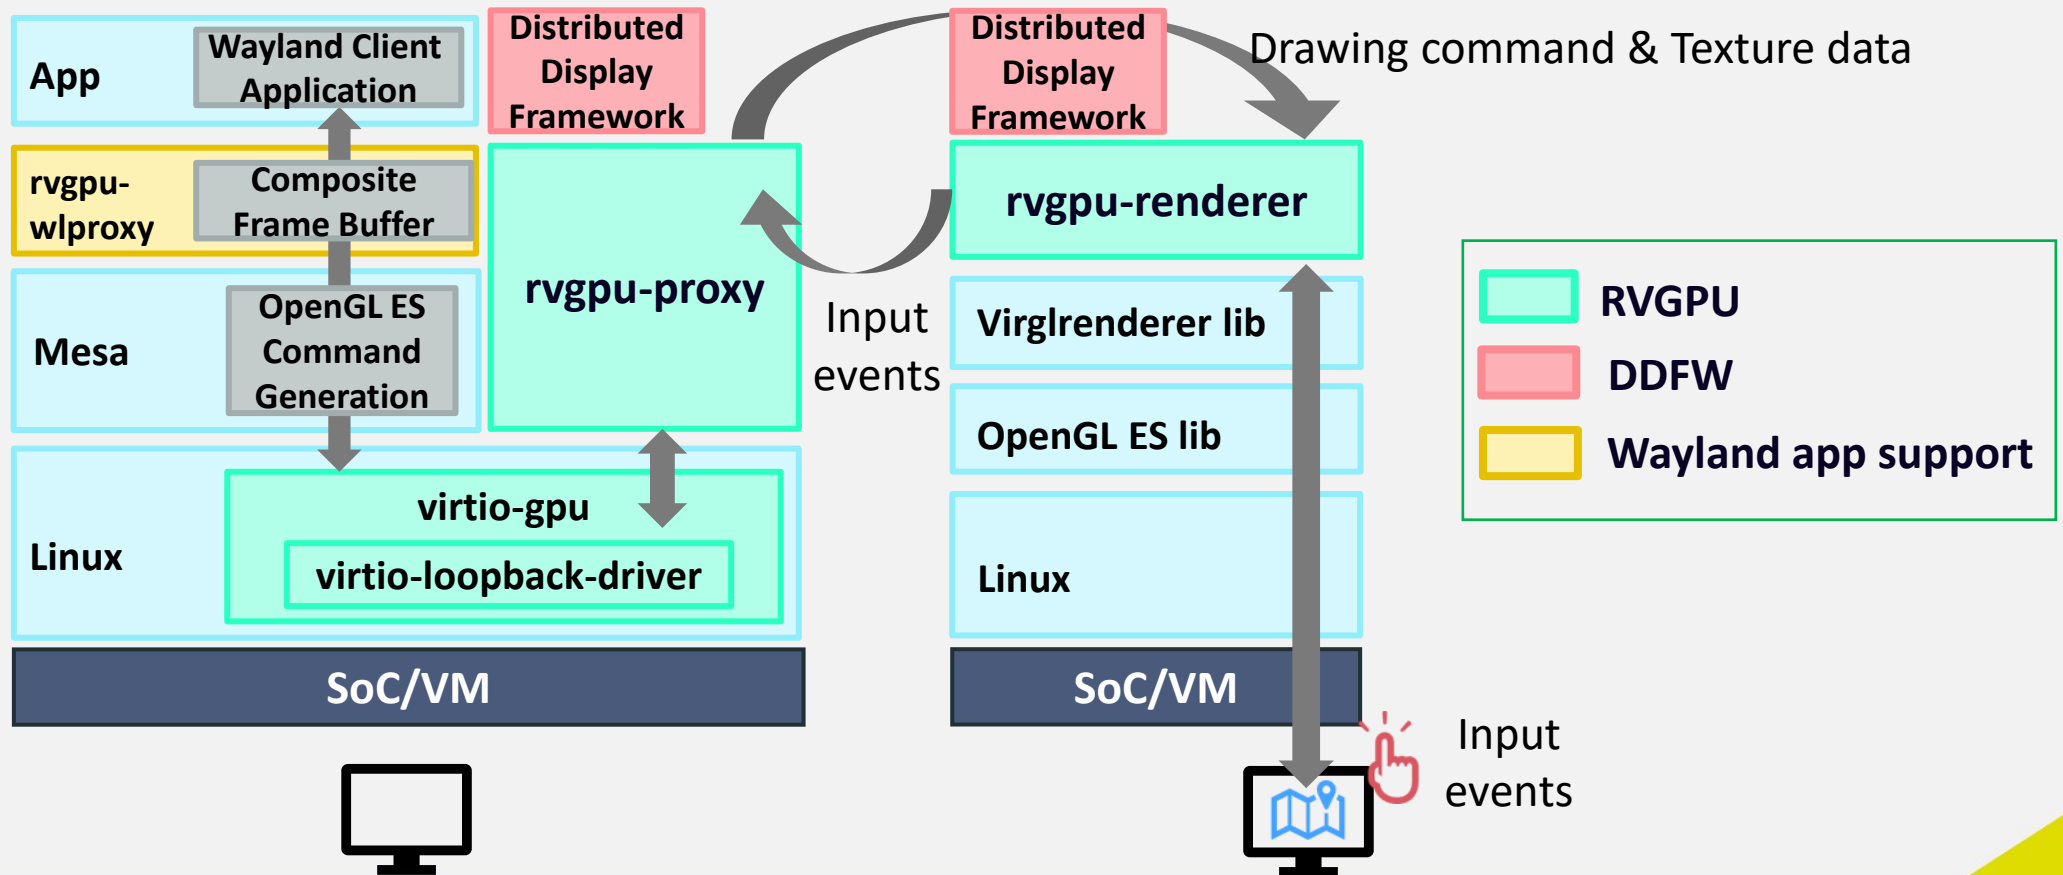 App
Wayland Client
Application
Distributed
Display
Framework
rvgpu-
wlproxy
Composite
Frame Buffer
rvgpu-proxy
Mesa
OpenGL ES
Command
Generation
Linux
virtio-gpu
virtio-loopback-driver
SoC/VM
Distributed
Display
Framework
Drawing command & Texture data
rvgpu-renderer
Input
events
Virglrenderer lib
OpenGL ES lib
Linux
SoC/VM
Input
events
RVGPU
DDFW
Wayland app support